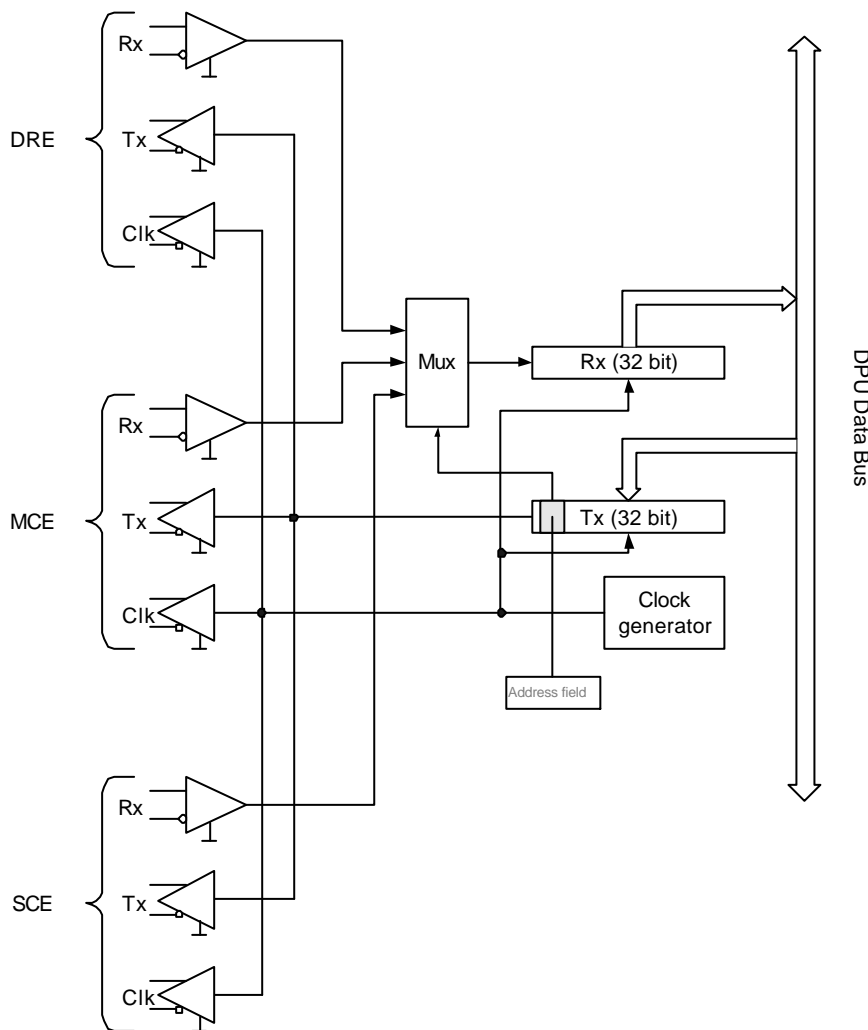 Rx
DRE
Tx
Clk
Mux
Rx (32 bit)
DPU Data Bus
Rx
MCE
Tx
Tx (32 bit)
Clk
Clock
generator
Address field
Rx
SCE
Tx
Clk